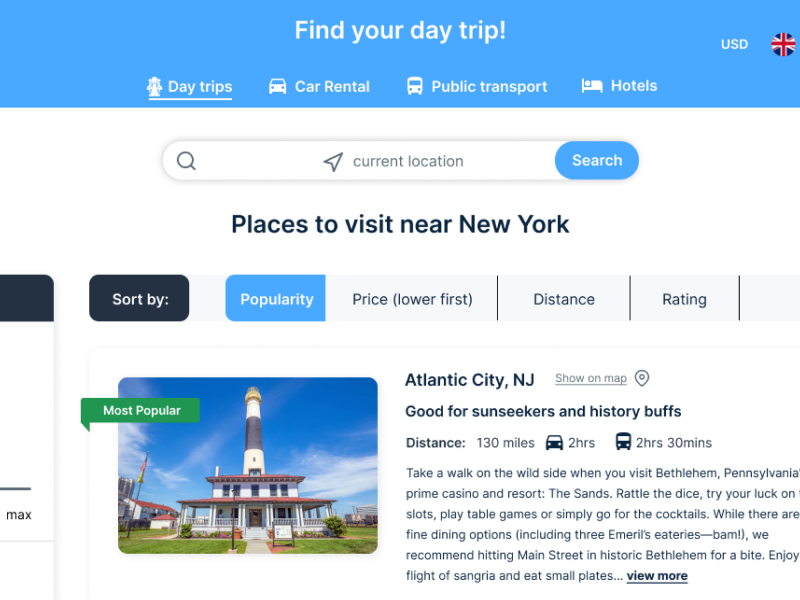 Find your day trip!
USD
Day trips
Car Rental
Public transport
Hotels
current location
Search
Places to visit near New York
Sort by:
Popularity
Price (lower first)
Distance
Rating
Atlantic City, NJ
Show on map
Most Popular
Good for sunseekers and history buffs
Distance: 130 miles 2hrs 2hrs 30mins
Take a walk on the wild side when you visit Bethlehem, Pennsylvania'
prime casino and resort: The Sands. Rattle the dice, try your luck on
slots, play table games or simply go for the cocktails. While there are
fine dining options (including three Emeril's eateries—bam!), we
recommend hitting Main Street in historic Bethlehem for a bite. Enjoy
flight of sangria and eat small plates... view more
max